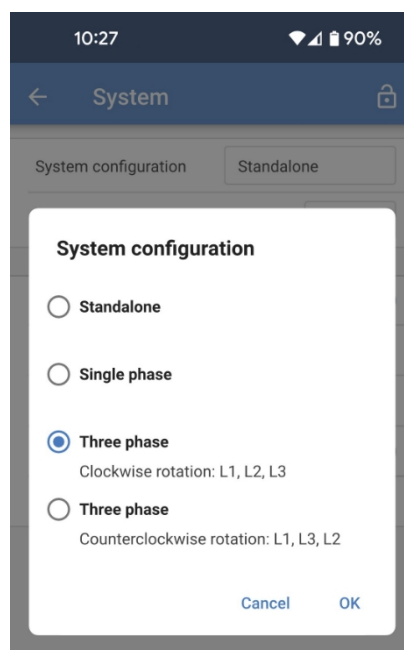 10:27 90%
System
System configuration Standalone
System configuration
Standalone
Single phase
Three phase
Clockwise rotation: L1, L2, L3
Three phase
Counterclockwise rotation: L1, L3, L2
Cancel OK